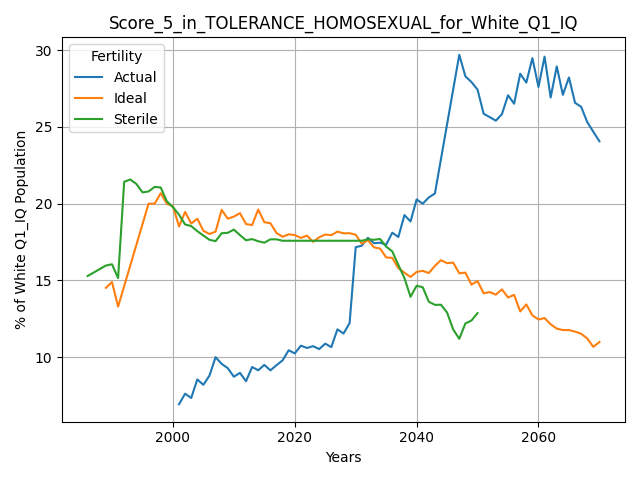 Score_5_in_TOLERANCE_HOMOSEXUAL_for_White_Q1_IQ
Fertility
Actual
Ideal
Sterile
% of White Q1_IQ Population
30
25
20
15
10
2000
2020
2040
2060
Years